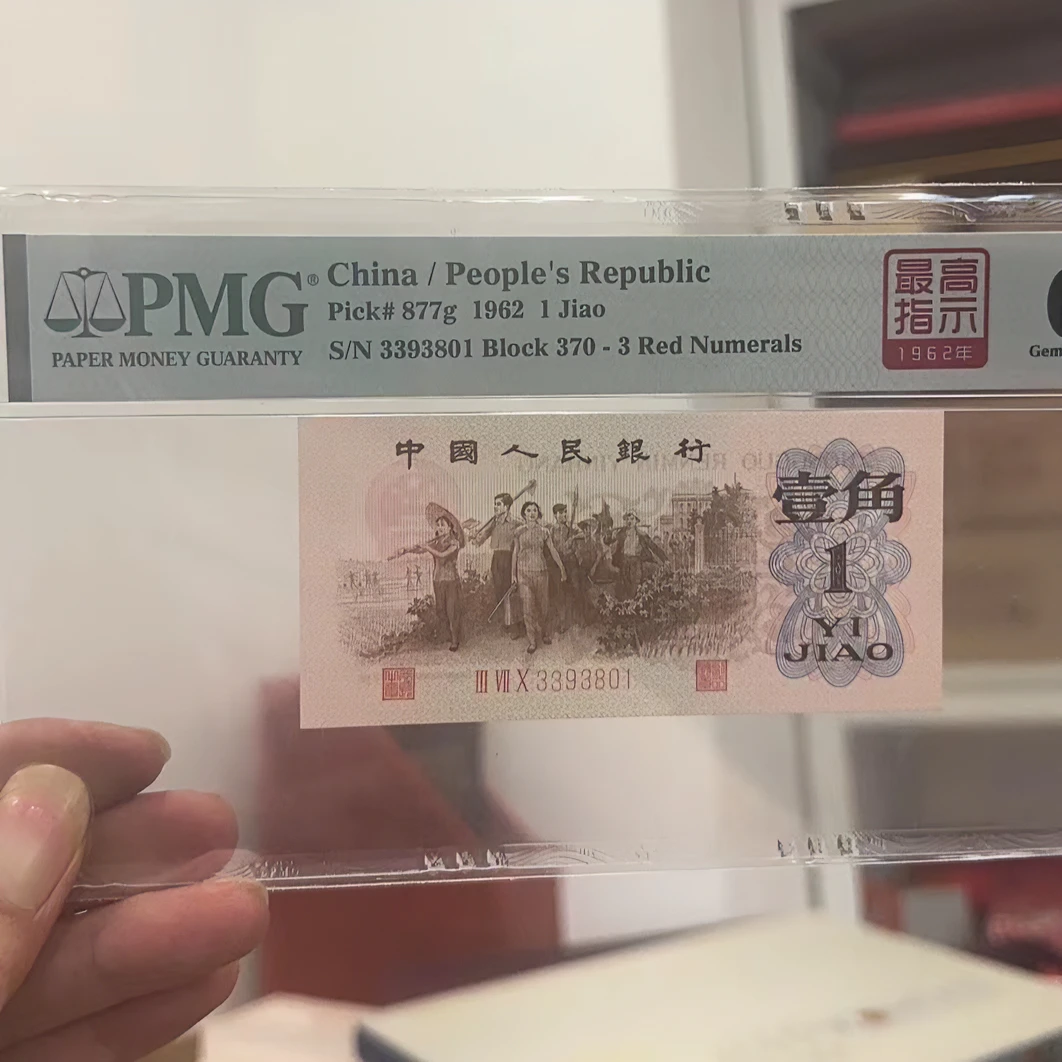 PMG®
PAPER MONEY GUARANTY
China / People's Republic
Pick# 877g 1962 1 Jiao
S/N 3393801 Block 370 - 3 Red Numerals
最高
指示
1962年
Gem
中國人民銀行
壹角
1
YI
JIAO
III VII X 3393801